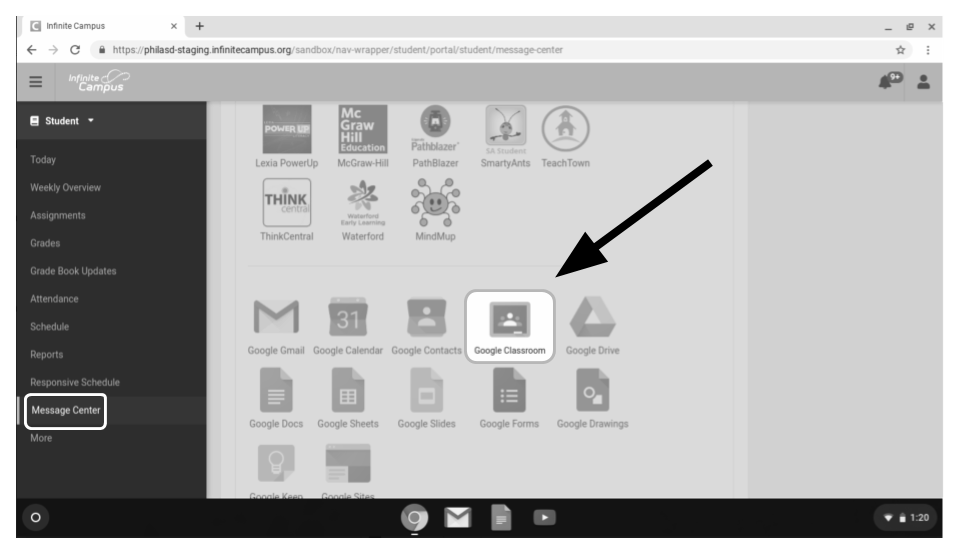 Infinite Campus
https://philasd-staging.infinitecampus.org/sandbox/nav-wrapper/student/portal/student/message-center
Infinite Campus
9+
Student
Today
Weekly Overview
Assignments
Grades
Grade Book Updates
Attendance
Schedule
Reports
Responsive Schedule
Message Center
More
POWER UP
Mc
Graw
Hill
Education
Pathblazer
SA Student
Lexia PowerUp McGraw-Hill PathBlazer SmartyAnts TeachTown
THINK
central
Waterford
Early Learning
ThinkCentral Waterford MindMup
31
Google Gmail Google Calendar Google Contacts Google Classroom Google Drive
Google Docs Google Sheets Google Slides Google Forms Google Drawings
Google Keep Google Sites
1:20